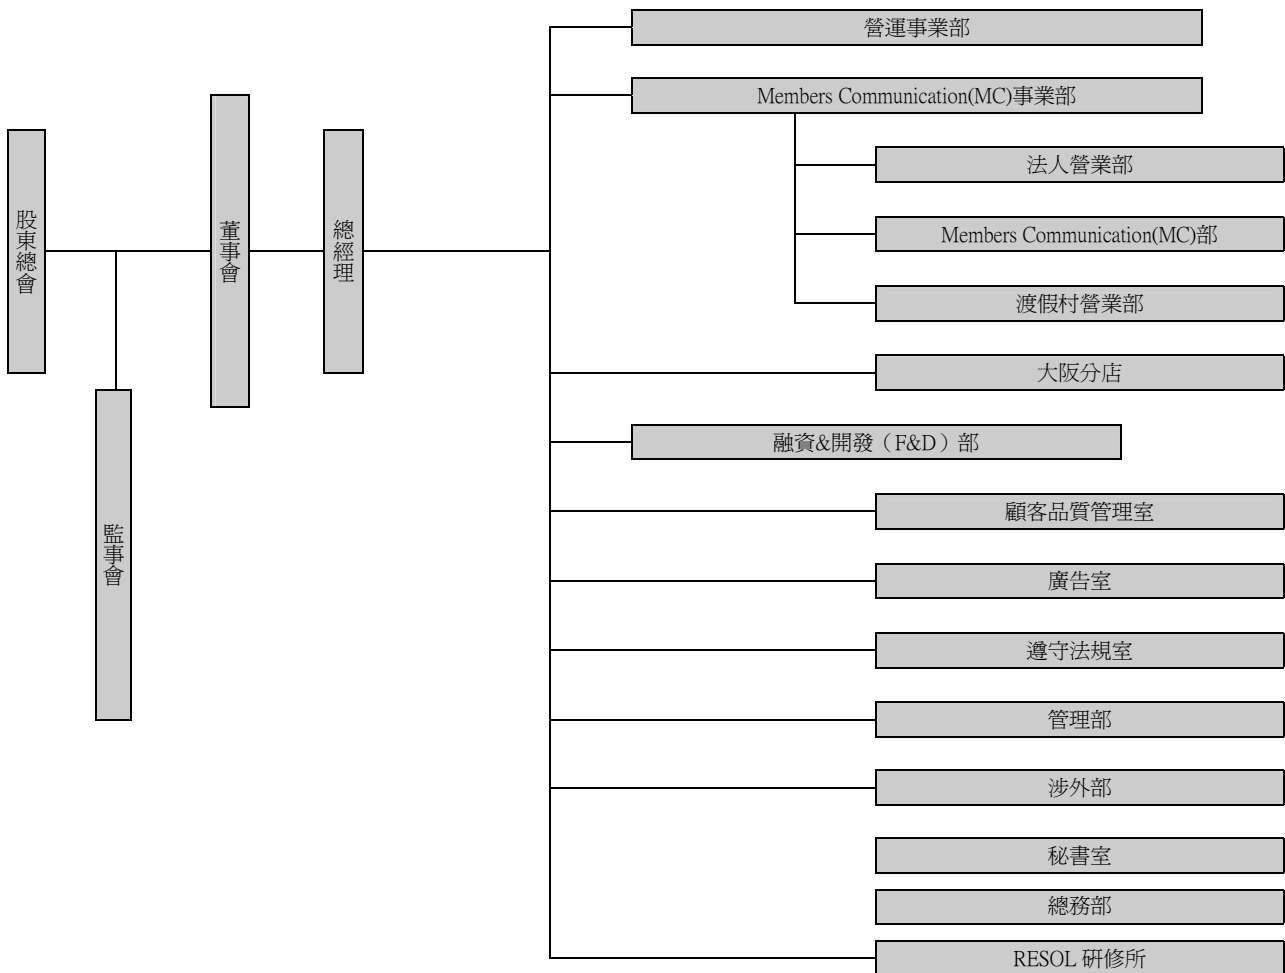 股東總會
監事會
董事會
總經理
營運事業部
Members Communication(MC)事業部
法人營業部
Members Communication(MC)部
渡假村營業部
大阪分店
融資&開發（F&D）部
顧客品質管理室
廣告室
遵守法規室
管理部
涉外部
秘書室
總務部
RESOL 研修所